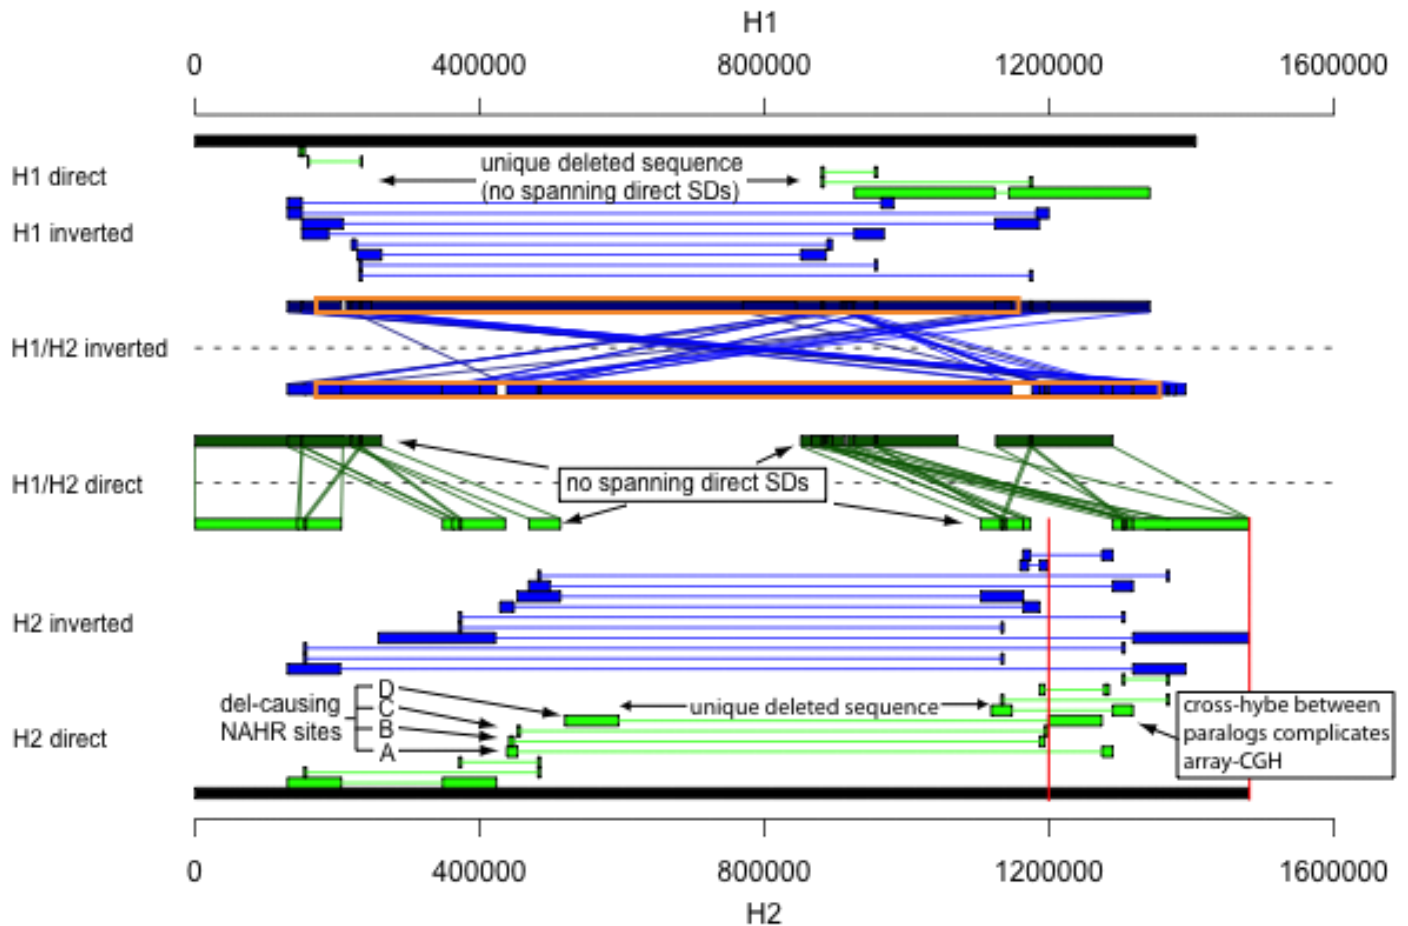 H1
0 400000 800000 1200000 1600000
H1 direct
unique deleted sequence
(no spanning direct SDs)
H1 inverted
H1/H2 inverted
H1/H2 direct
no spanning direct SDs
H2 inverted
del-causing
NAHR sites
D
C
B
A
unique deleted sequence
H2 direct
cross-hybe between
paralogs complicates
array-CGH
0 400000 800000 1200000 1600000
H2